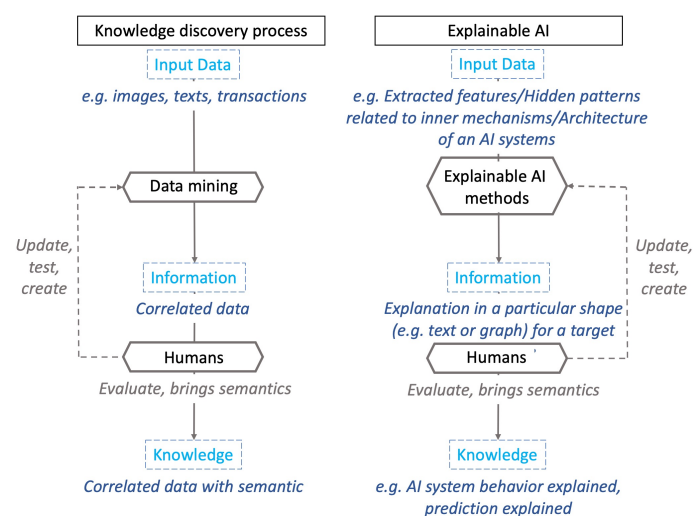 Knowledge discovery process
Input Data
e.g. images, texts, transactions
Data mining
Update,
test,
create
Information
Correlated data
Humans
Evaluate, brings semantics
Knowledge
Correlated data with semantic
Explainable AI
Input Data
e.g. Extracted features/Hidden patterns
related to inner mechanisms/Architecture
of an AI systems
Explainable AI
methods
Update,
test,
create
Information
Explanation in a particular shape
(e.g. text or graph) for a target
Humans
Evaluate, brings semantics
Knowledge
e.g. AI system behavior explained,
prediction explained